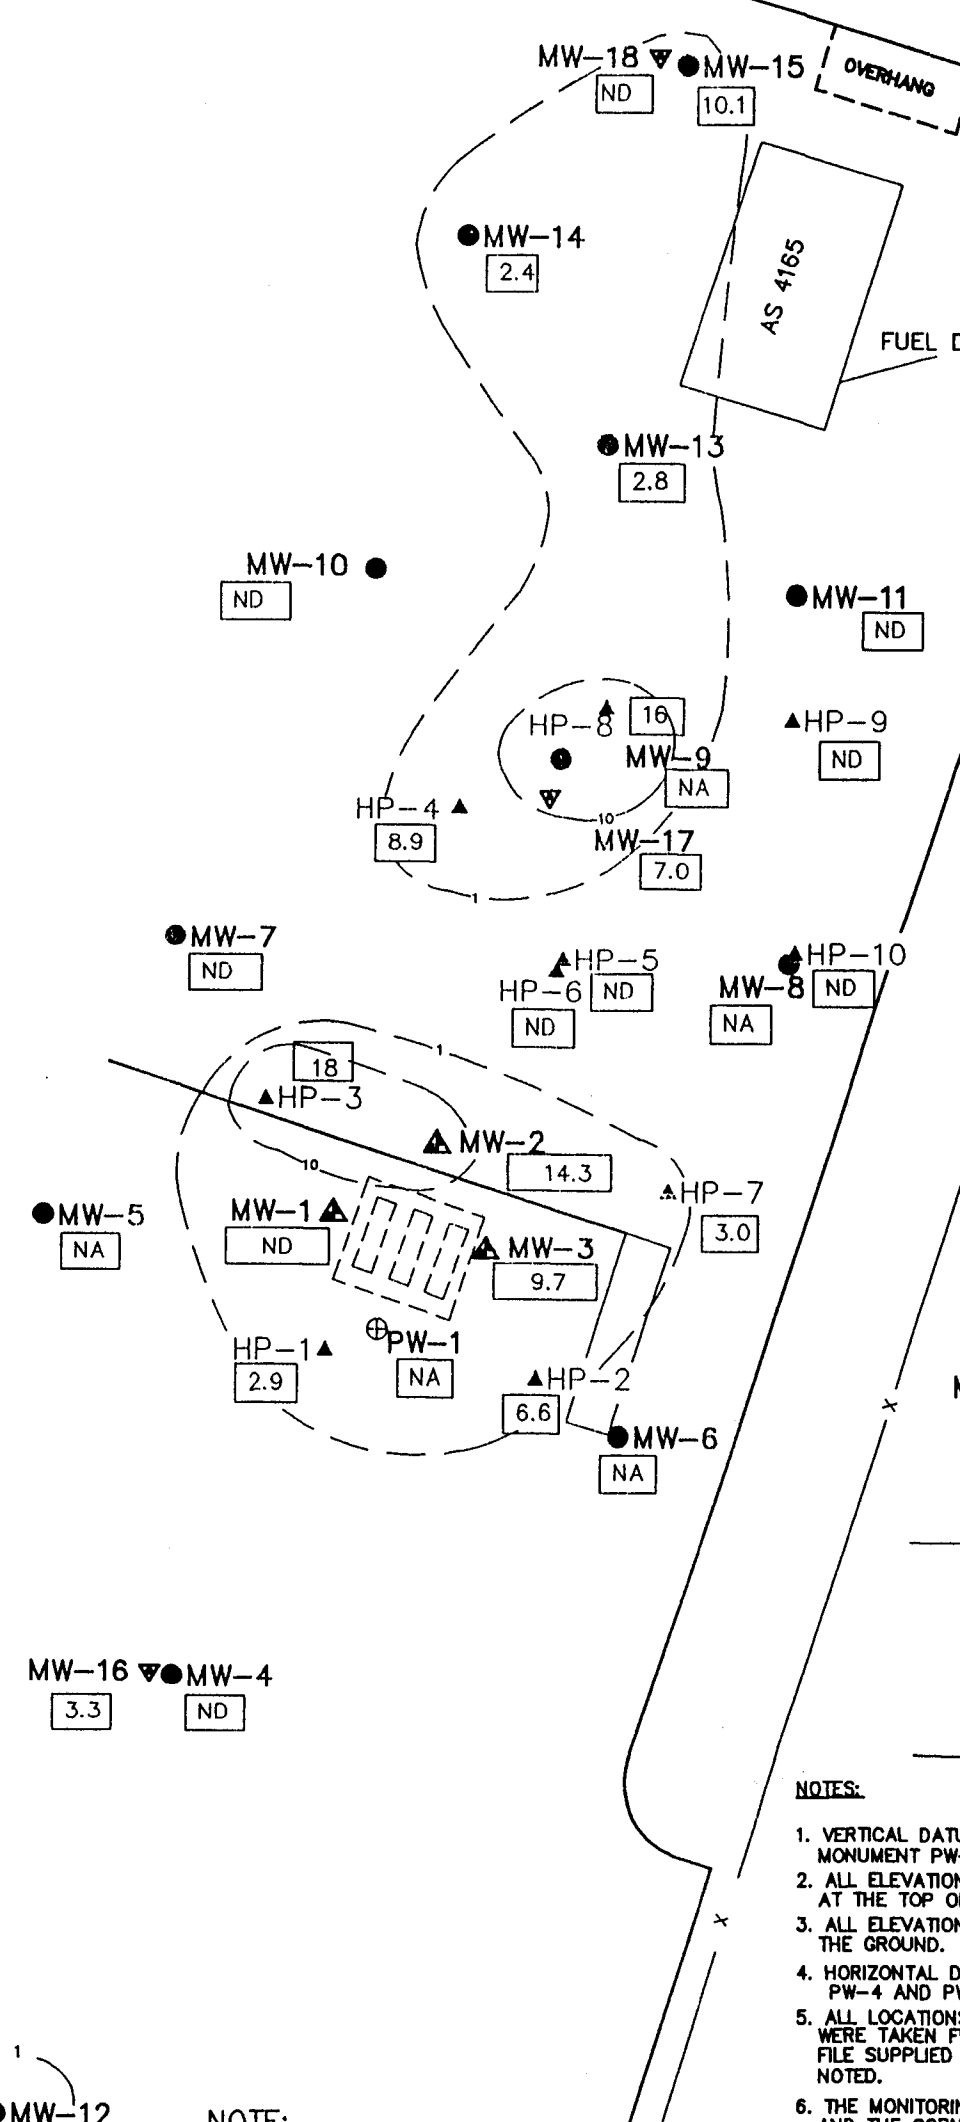 MW-18
MW-15
OVERHANG
ND
10.1
MW-14
2.4
AS 4165
FUEL
MW-13
2.8
MW-10
ND
MW-11
ND
HP-8
16
HP-9
ND
MW-9
NA
HP-4
8.9
10
MW-17
7.0
1
MW-7
ND
HP-5
ND
HP-6
ND
HP-10
ND
MW-8
NA
1
18
HP-3
MW-2
14.3
10
HP-7
3.0
MW-5
NA
MW-1
ND
MW-3
9.7
PW-1
NA
HP-1
2.9
HP-2
6.6
MW-6
NA
X
MW-16
3.3
MW-4
ND
X
NOTES:
1. VERTICAL DATU
MONUMENT PW-
2. ALL ELEVATION
AT THE TOP O
3. ALL ELEVATION
THE GROUND.
4. HORIZONTAL D
PW-4 AND PW
5. ALL LOCATIONS
WERE TAKEN F
FILE SUPPLIED
NOTED.
6. THE MONITORIN
1
MW-12
NOTE: